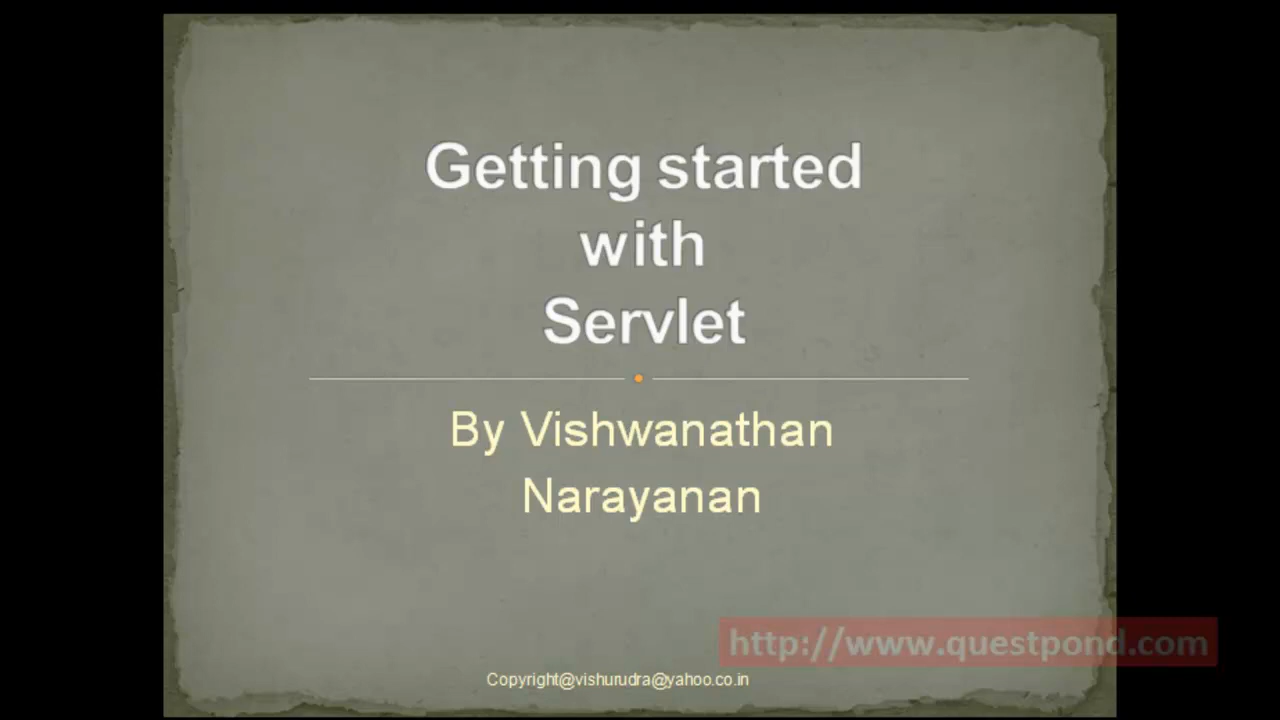 Getting started
with
Servlet
By Vishwanathan
Narayanan
http://www.questpond.com
Copyright@vishurudra@yahoo.co.in